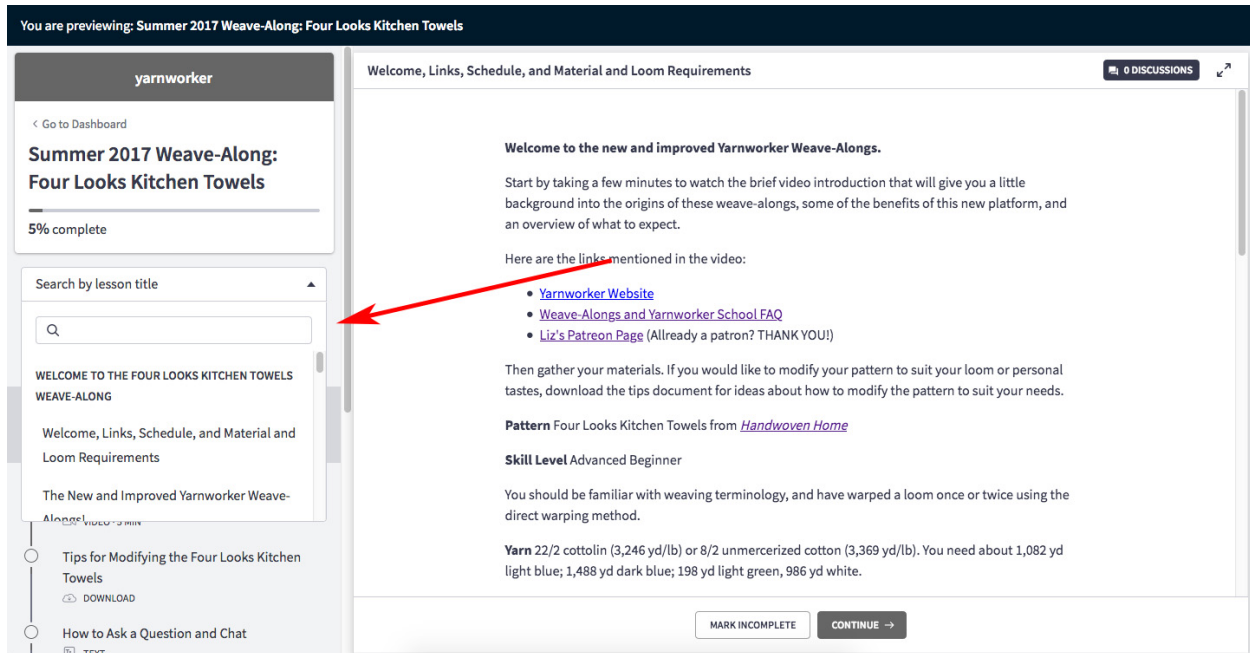 You are previewing: Summer 2017 Weave-Along: Four Looks Kitchen Towels
yarnworker
< Go to Dashboard
Summer 2017 Weave-Along:
Four Looks Kitchen Towels
5% complete
Search by lesson title
WELCOME TO THE FOUR LOOKS KITCHEN TOWELS
WEAVE-ALONG
Welcome, Links, Schedule, and Material and
Loom Requirements
The New and Improved Yarnworker Weave-
Alongs!
VIDEO · 5 MIN
Tips for Modifying the Four Looks Kitchen
Towels
DOWNLOAD
How to Ask a Question and Chat
TEXT
Welcome, Links, Schedule, and Material and Loom Requirements
0 DISCUSSIONS
Welcome to the new and improved Yarnworker Weave-Alongs.
Start by taking a few minutes to watch the brief video introduction that will give you a little
background into the origins of these weave-alongs, some of the benefits of this new platform, and
an overview of what to expect.
Here are the links mentioned in the video:
• Yarnworker Website
• Weave-Alongs and Yarnworker School FAQ
• Liz's Patreon Page (Allready a patron? THANK YOU!)
Then gather your materials. If you would like to modify your pattern to suit your loom or personal
tastes, download the tips document for ideas about how to modify the pattern to suit your needs.
Pattern Four Looks Kitchen Towels from Handwoven Home
Skill Level Advanced Beginner
You should be familiar with weaving terminology, and have warped a loom once or twice using the
direct warping method.
Yarn 22/2 cottolin (3,246 yd/lb) or 8/2 unmercerized cotton (3,369 yd/lb). You need about 1,082 yd
light blue; 1,488 yd dark blue; 198 yd light green, 986 yd white.
MARK INCOMPLETE
CONTINUE →